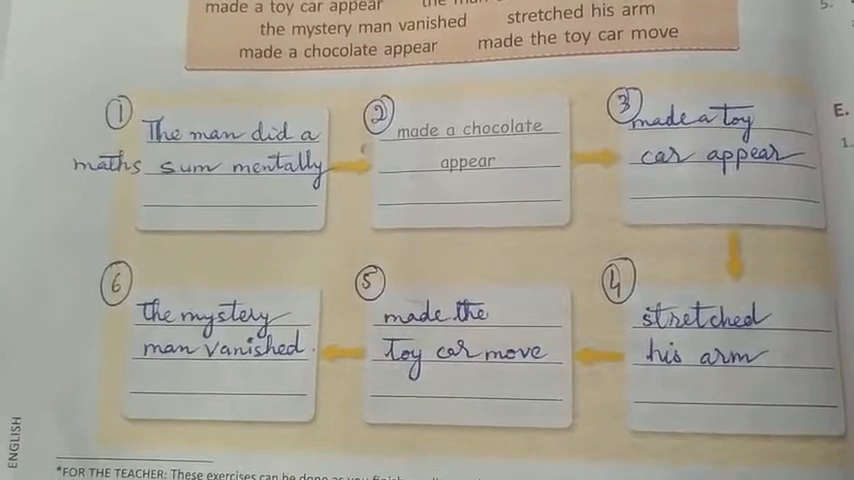 made a toy car appear
the mystery man vanished
stretched his arm
made a chocolate appear
made the toy car move
1
The man did a
maths sum mentally
2
made a chocolate
appear
3
made a toy
car appear
6
the mystery
man vanished.
5
made the
Toy car move
4
stretched
his arm
E.
1.
5.
ENGLISH
*FOR THE TEACHER: These exercises can be done as you finish